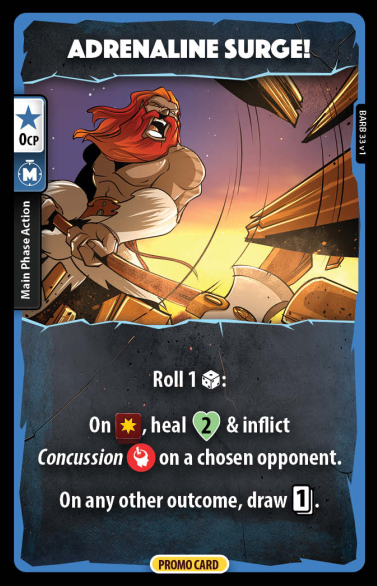 ADRENALINE SURGE!
0CP
M
Main Phase Action
BARB 33 v1
Roll 1 :
On , heal 2 & inflict
Concussion on a chosen opponent.
On any other outcome, draw 1.
PROMO CARD